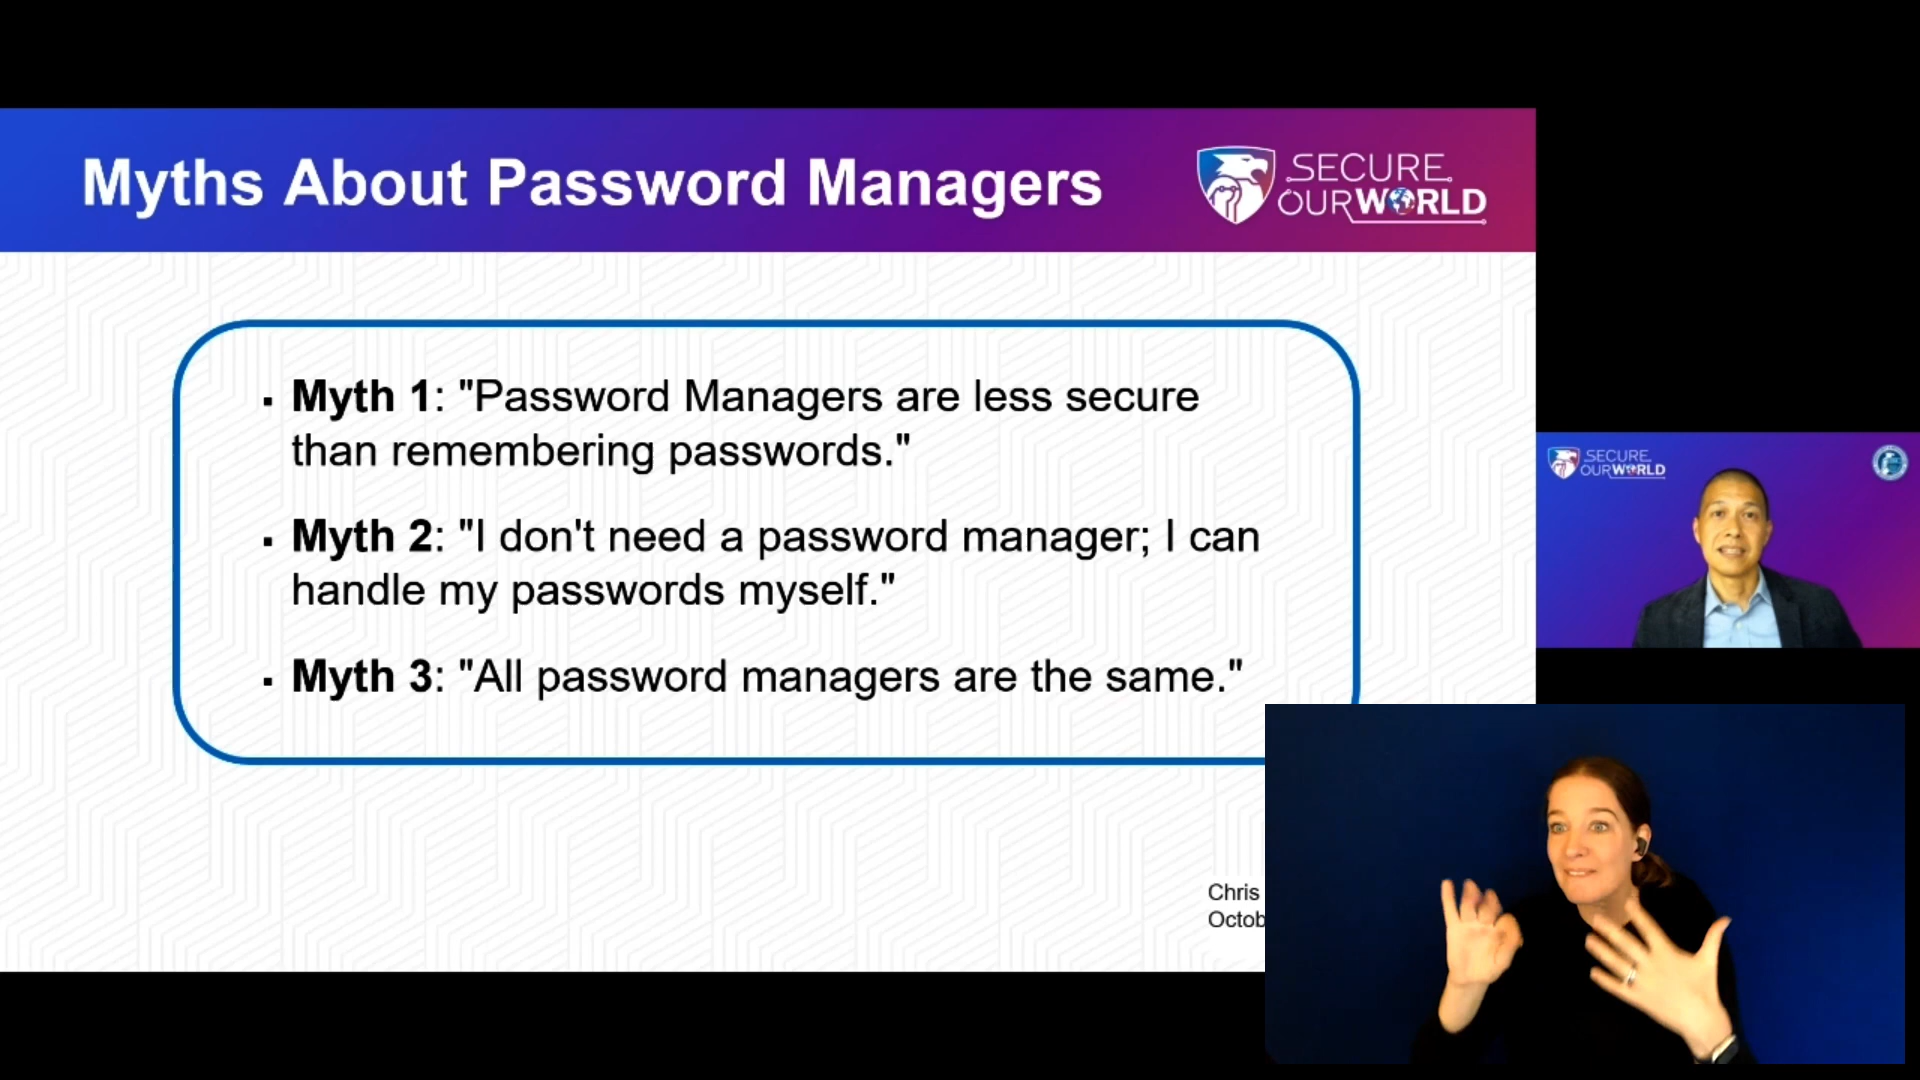 Myths About Password Managers
SECURE
OURWORLD
▪ Myth 1: "Password Managers are less secure
than remembering passwords."
▪ Myth 2: "I don't need a password manager; I can
handle my passwords myself."
▪ Myth 3: "All password managers are the same."
Chris
Octob
SECURE
OURWORLD